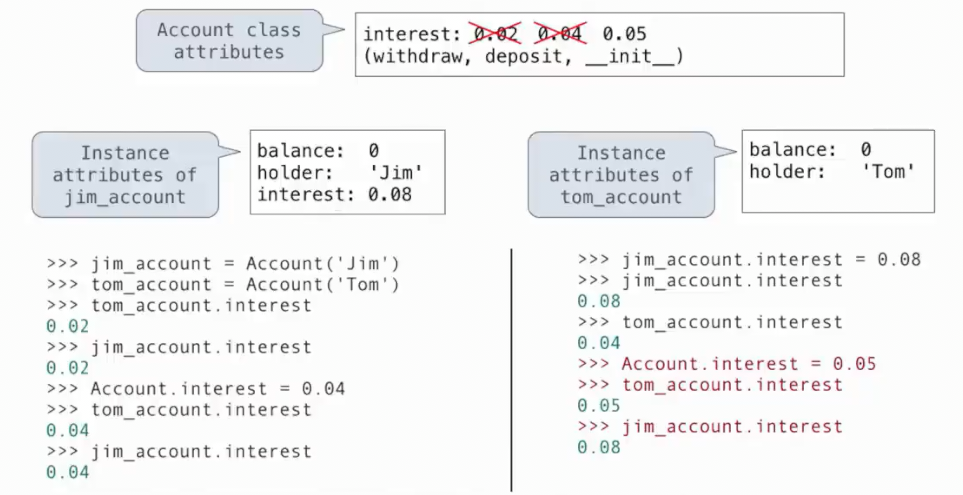 Account class
attributes
interest: 0.02 0.04 0.05
(withdraw, deposit, __init__)
Instance
attributes of
jim_account
balance: 0
holder: 'Jim'
interest: 0.08
Instance
attributes of
tom_account
balance: 0
holder: 'Tom'
>>> jim_account = Account('Jim')
>>> tom_account = Account('Tom')
>>> tom_account.interest
0.02
>>> jim_account.interest
0.02
>>> Account.interest = 0.04
>>> tom_account.interest
0.04
>>> jim_account.interest
0.04
>>> jim_account.interest = 0.08
>>> jim_account.interest
0.08
>>> tom_account.interest
0.04
>>> Account.interest = 0.05
>>> tom_account.interest
0.05
>>> jim_account.interest
0.08